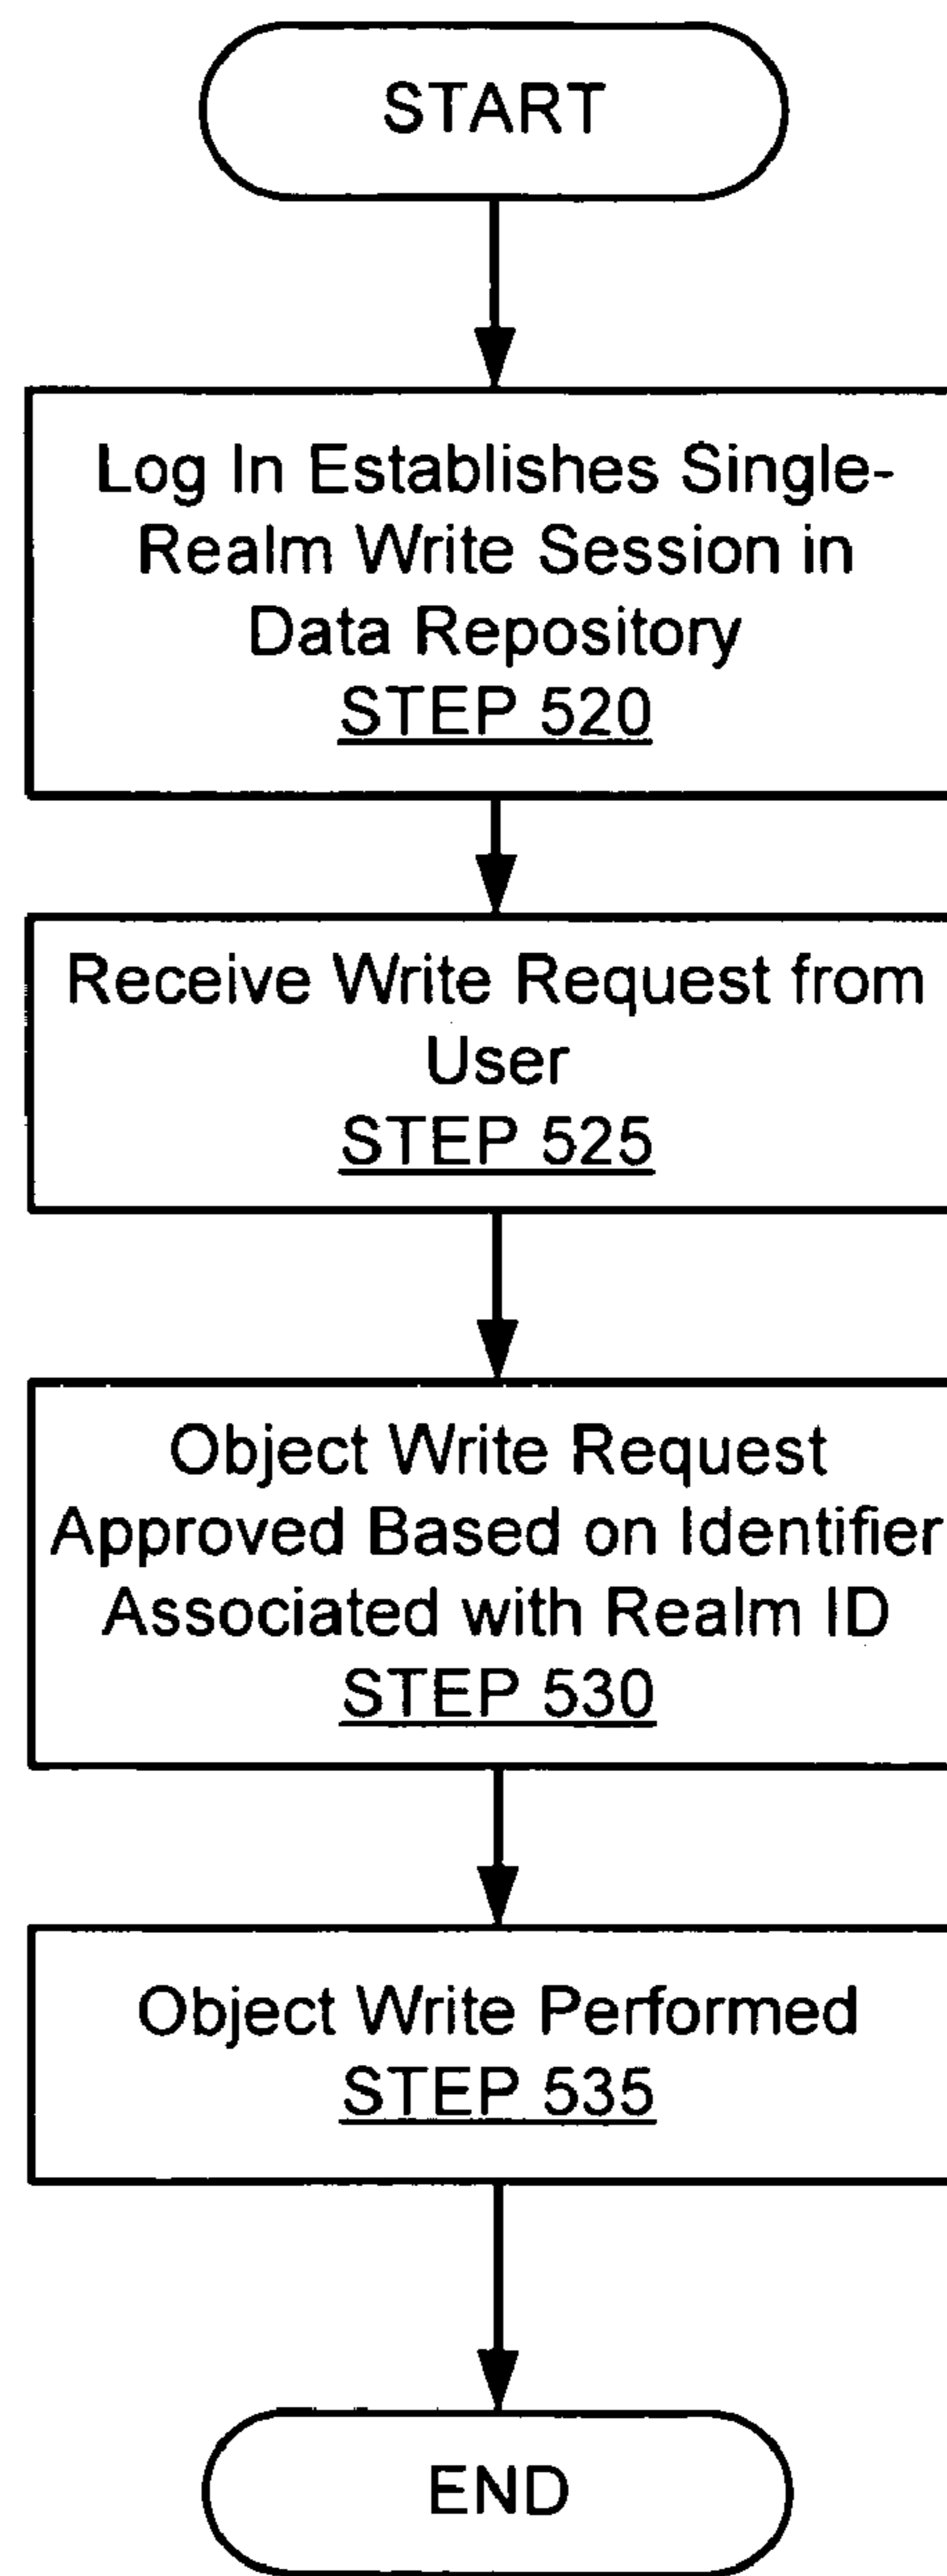 START
Log In Establishes Single-
Realm Write Session in
Data Repository
STEP 520
Receive Write Request from
User
STEP 525
Object Write Request
Approved Based on Identifier
Associated with Realm ID
STEP 530
Object Write Performed
STEP 535
END